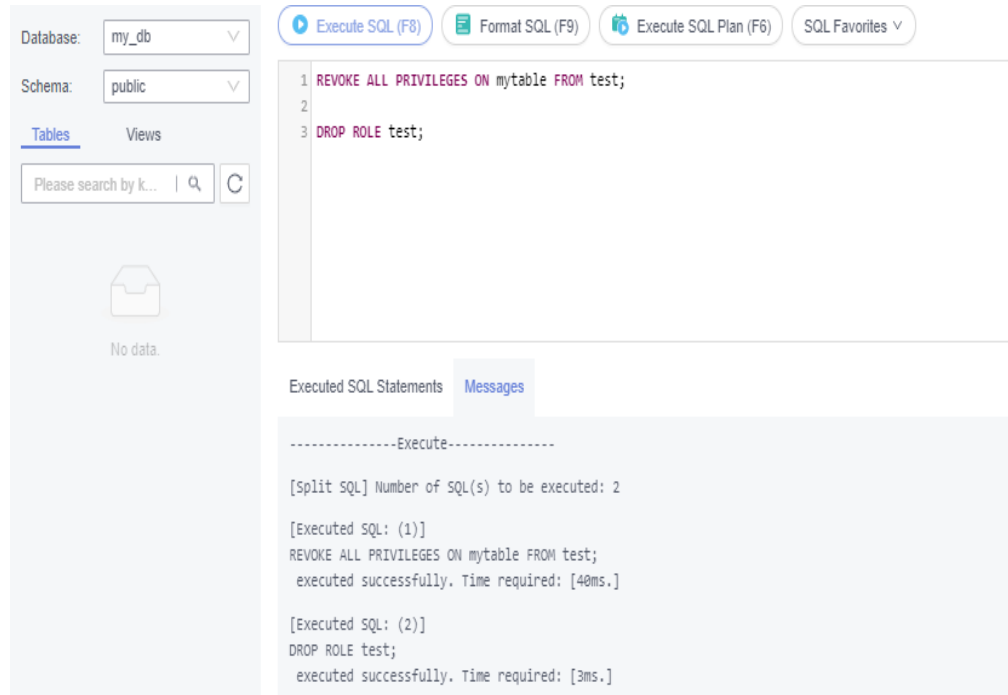 Database:
my_db
Schema:
public
Tables
Views
Please search by k...
No data.
Execute SQL (F8)
Format SQL (F9)
Execute SQL Plan (F6)
SQL Favorites
1 REVOKE ALL PRIVILEGES ON mytable FROM test;
2
3 DROP ROLE test;
Executed SQL Statements
Messages
---------------Execute---------------
[Split SQL] Number of SQL(s) to be executed: 2
[Executed SQL: (1)]
REVOKE ALL PRIVILEGES ON mytable FROM test;
executed successfully. Time required: [40ms.]
[Executed SQL: (2)]
DROP ROLE test;
executed successfully. Time required: [3ms.]